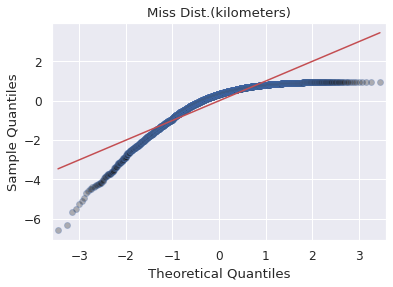 Miss Dist.(kilometers)
Sample Quantiles
2
0
−2
−4
−6
−3 −2 −1 0 1 2 3
Theoretical Quantiles